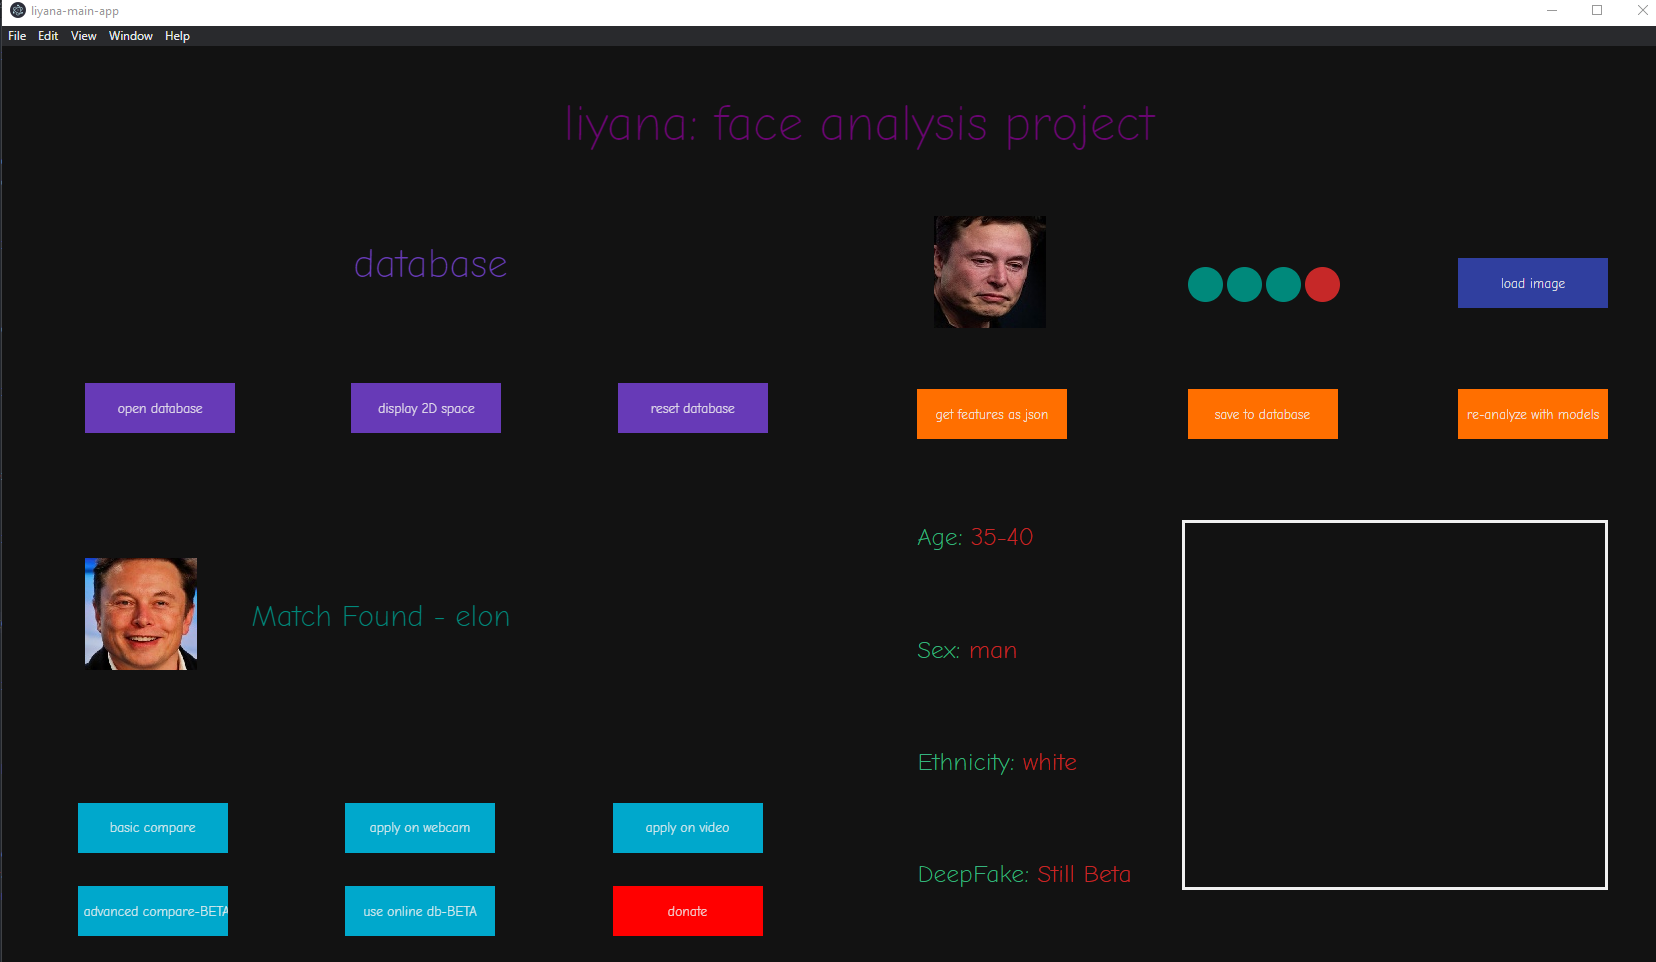 liyana-main-app
File Edit View Window Help
liyana: face analysis project
database
load image
open database
display 2D space
reset database
get features as json
save to database
re-analyze with models
Match Found - elon
Age: 35-40
Sex: man
Ethnicity: white
DeepFake: Still Beta
basic compare
apply on webcam
apply on video
advanced compare-BETA
use online db-BETA
donate